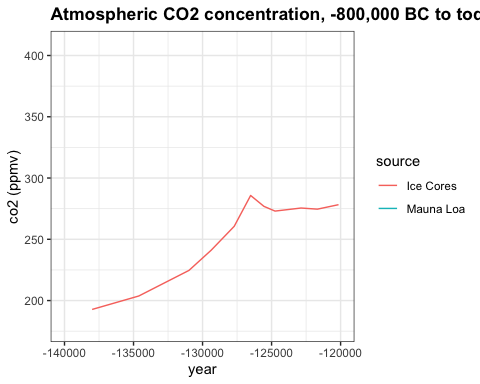 Atmospheric CO2 concentration, -800,000 BC to tod
400
350
300
250
200
co2 (ppmv)
-140000 -135000 -130000 -125000 -120000
year
source
Ice Cores
Mauna Loa